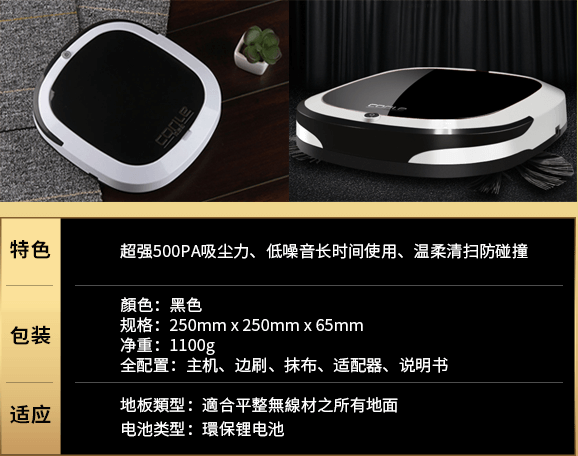 特色
超强500PA吸尘力、低噪音长时间使用、温柔清扫防碰撞
包装
顏色：黑色
规格：250mm x 250mm x 65mm
净重：1100g
全配置：主机、边刷、抹布、适配器、说明书
适应
地板類型：適合平整無線材之所有地面
电池类型：環保锂电池